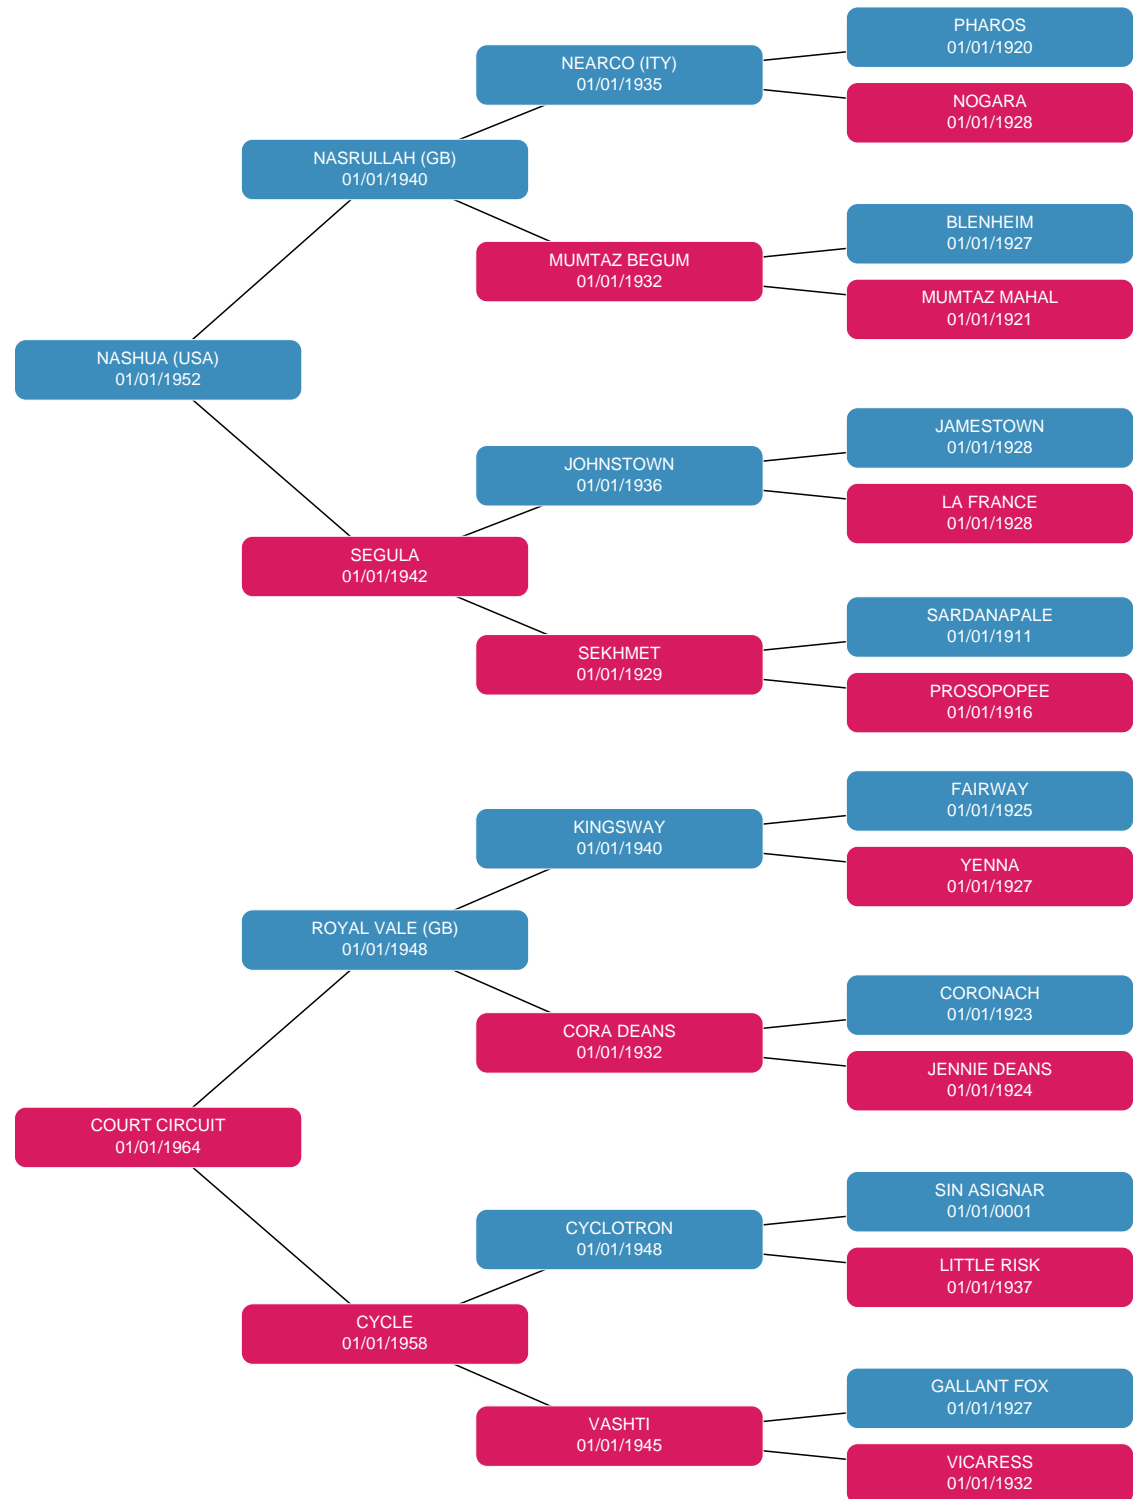 PHAROS
01/01/1920
NEARCO (ITY)
01/01/1935
NOGARA
01/01/1928
NASRULLAH (GB)
01/01/1940
BLENHEIM
01/01/1927
MUMTAZ BEGUM
01/01/1932
MUMTAZ MAHAL
01/01/1921
NASHUA (USA)
01/01/1952
JAMESTOWN
01/01/1928
JOHNSTOWN
01/01/1936
LA FRANCE
01/01/1928
SEGULA
01/01/1942
SARDANAPALE
01/01/1911
SEKHMET
01/01/1929
PROSOPOPEE
01/01/1916
FAIRWAY
01/01/1925
KINGSWAY
01/01/1940
YENNA
01/01/1927
ROYAL VALE (GB)
01/01/1948
CORONACH
01/01/1923
CORA DEANS
01/01/1932
JENNIE DEANS
01/01/1924
COURT CIRCUIT
01/01/1964
SIN ASIGNAR
01/01/0001
CYCLOTRON
01/01/1948
LITTLE RISK
01/01/1937
CYCLE
01/01/1958
GALLANT FOX
01/01/1927
VASHTI
01/01/1945
VICARESS
01/01/1932